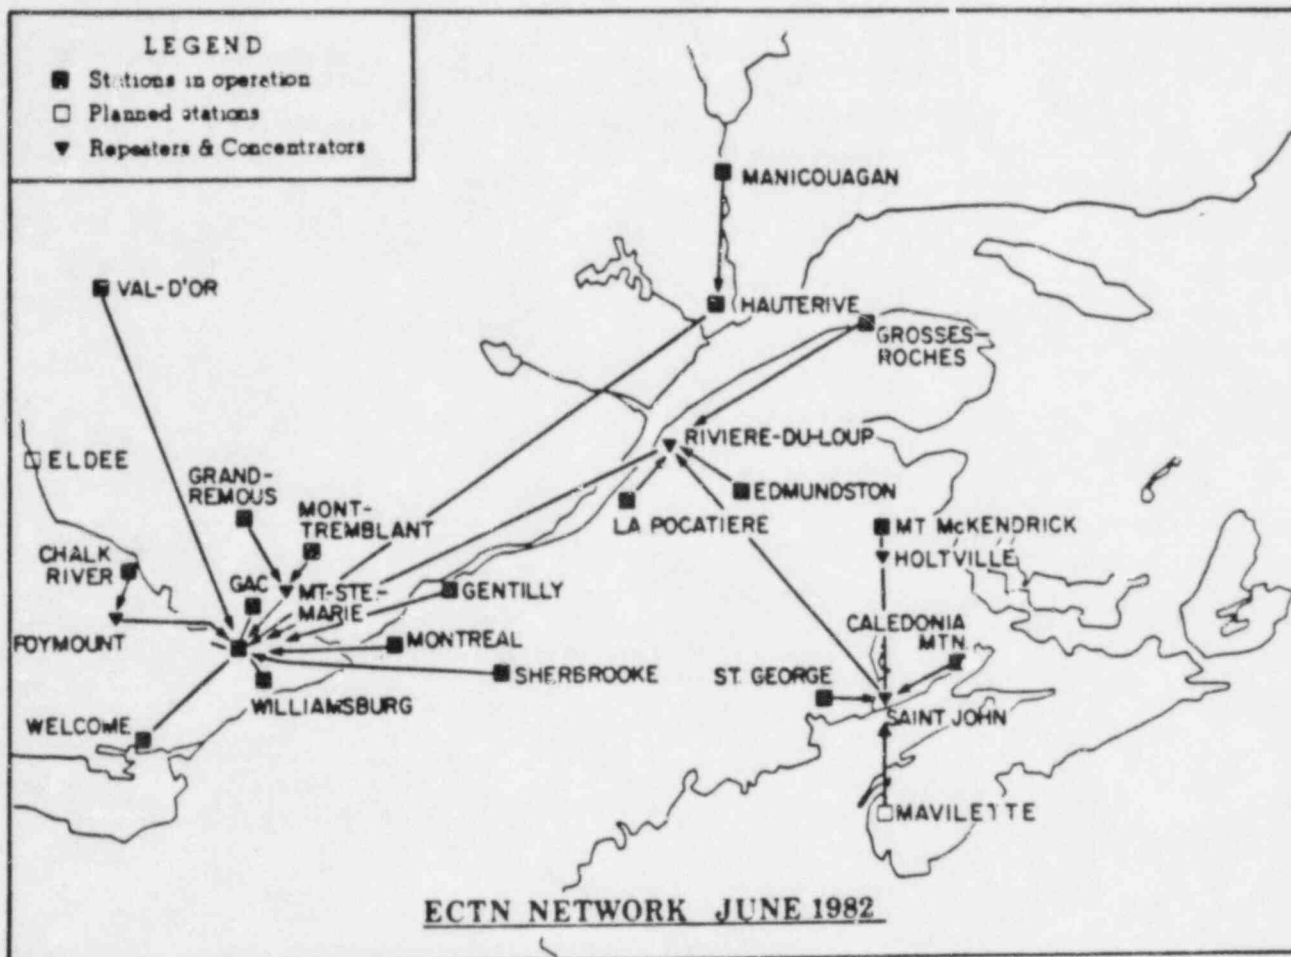 LEGEND
Stations in operation
Planned stations
Repeaters & Concentrators
MANICOUAGAN
VAL-D'OR
HAUTERIVE
GROSSES-
ROCHES
RIVIERE-DU-LOUP
ELDEE
GRAND-
REMOUS
MONT-
TREMBLANT
EDMUNDSTON
LA POCATIERE
MT McKENDRICK
HOLTVILLE
CHALK
RIVER
GAC
MT-STE-
MARIE
GENTILLY
FOYMOUNT
MONTREAL
CALEDONIA
MTN
SHERBROOKE
ST GEORGE
WILLIAMSBURG
SAINT JOHN
WELCOME
MAVILETTE
ECTN NETWORK JUNE 1982